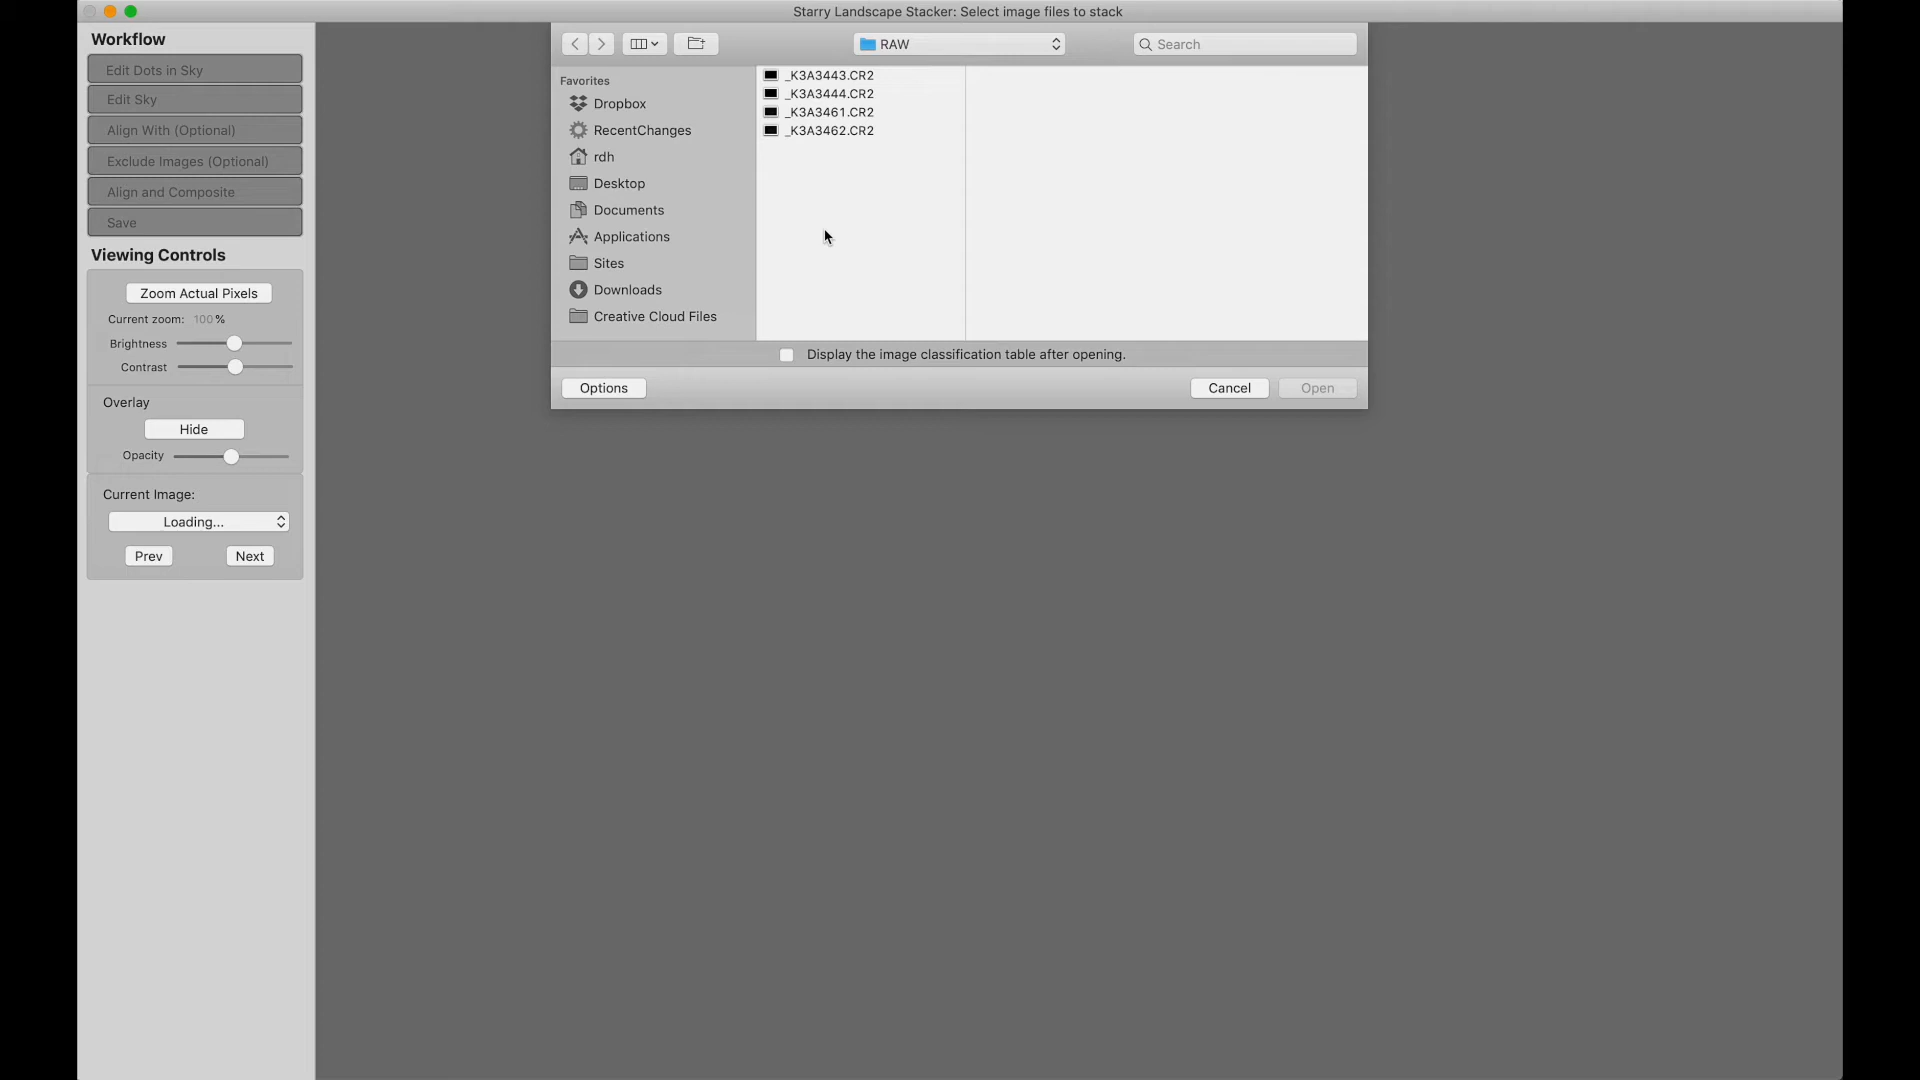 Starry Landscape Stacker: Select image files to stack
Workflow
Edit Dots in Sky
Edit Sky
Align With (Optional)
Exclude Images (Optional)
Align and Composite
Save
Viewing Controls
Zoom Actual Pixels
Current zoom: 100%
Brightness
Contrast
Overlay
Hide
Opacity
Current Image:
Loading...
Prev
Next
RAW
Search
Favorites
Dropbox
RecentChanges
rdh
Desktop
Documents
Applications
Sites
Downloads
Creative Cloud Files
_K3A3443.CR2
_K3A3444.CR2
_K3A3461.CR2
_K3A3462.CR2
Display the image classification table after opening.
Options
Cancel
Open